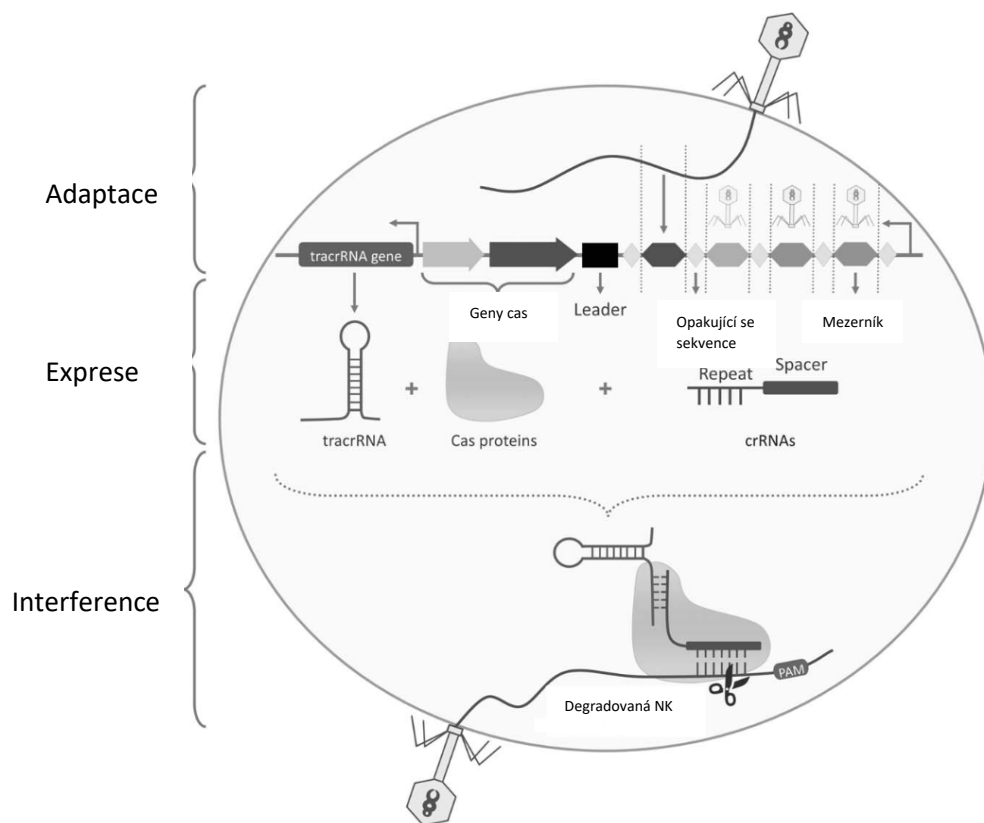 Adaptace
tracrRNA gene
Geny cas
Leader
Opakující se
sekvence
Mezerník
Exprese
Repeat
Spacer
+
+
tracrRNA
Cas proteins
crRNAs
Interference
PAM
Degradovaná NK